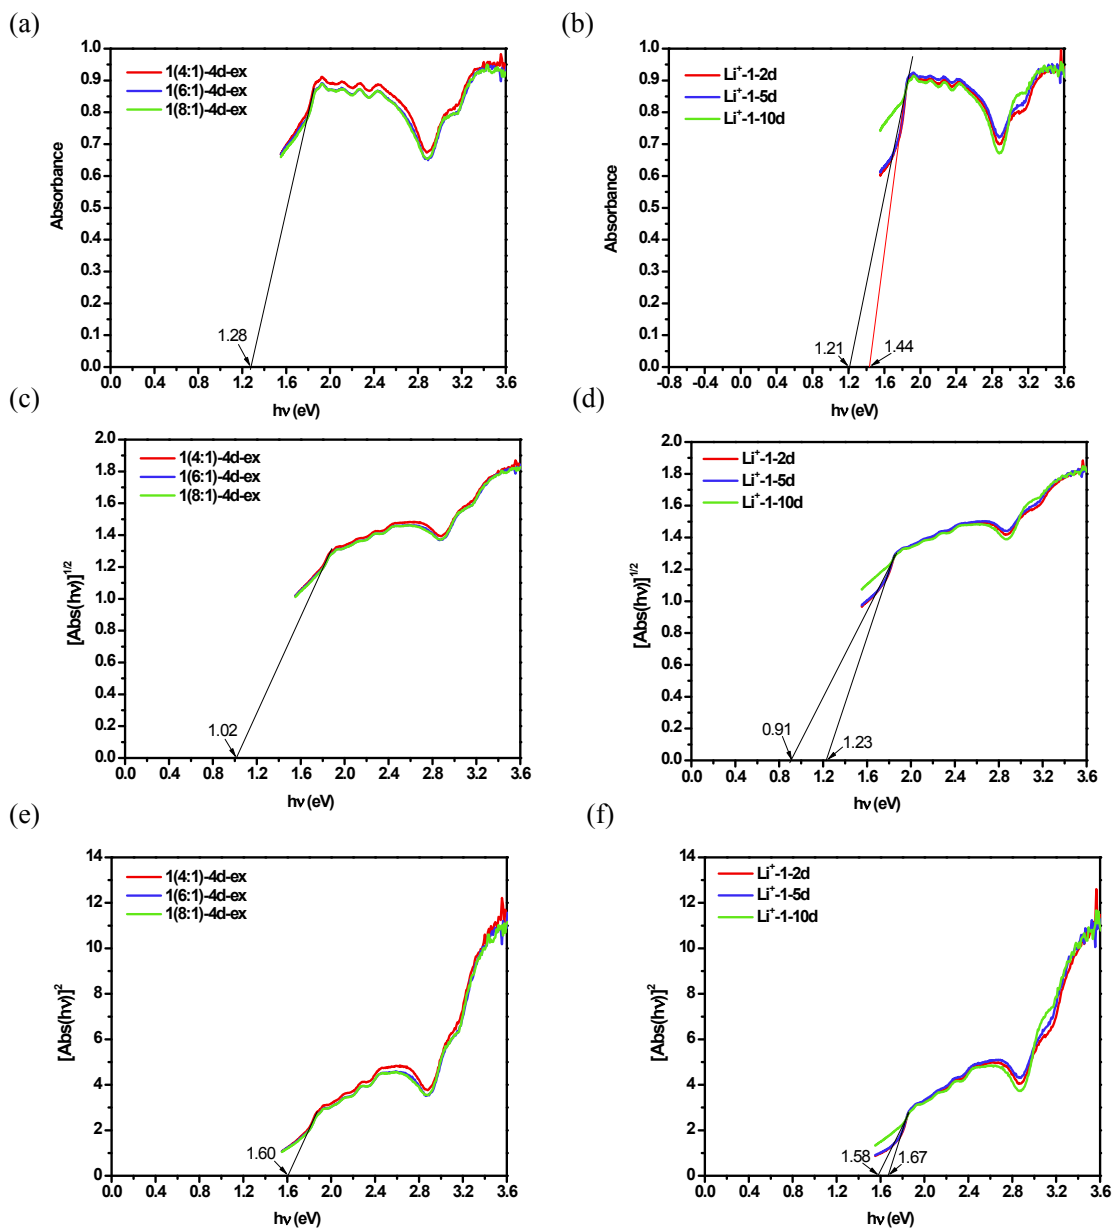 (a)
1.0
0.9
0.8
0.7
0.6
0.5
0.4
0.3
0.2
0.1
0.0
Absorbance
1(4:1)-4d-ex
1(6:1)-4d-ex
1(8:1)-4d-ex
1.28
0.0 0.4 0.8 1.2 1.6 2.0 2.4 2.8 3.2 3.6
hν (eV)
(b)
1.0
0.9
0.8
0.7
0.6
0.5
0.4
0.3
0.2
0.1
0.0
Absorbance
Li⁺-1-2d
Li⁺-1-5d
Li⁺-1-10d
1.21
1.44
-0.8 -0.4 0.0 0.4 0.8 1.2 1.6 2.0 2.4 2.8 3.2 3.6
hν (eV)
(c)
2.0
1.8
1.6
1.4
1.2
1.0
0.8
0.6
0.4
0.2
0.0
[Abs(hν)]^1/2
1(4:1)-4d-ex
1(6:1)-4d-ex
1(8:1)-4d-ex
1.02
0.0 0.4 0.8 1.2 1.6 2.0 2.4 2.8 3.2 3.6
hν (eV)
(d)
2.0
1.8
1.6
1.4
1.2
1.0
0.8
0.6
0.4
0.2
0.0
[Abs(hν)]^1/2
Li⁺-1-2d
Li⁺-1-5d
Li⁺-1-10d
0.91
1.23
0.0 0.4 0.8 1.2 1.6 2.0 2.4 2.8 3.2 3.6
hν (eV)
(e)
14
12
10
8
6
4
2
0
[Abs(hν)]²
1(4:1)-4d-ex
1(6:1)-4d-ex
1(8:1)-4d-ex
1.60
0.0 0.4 0.8 1.2 1.6 2.0 2.4 2.8 3.2 3.6
hν (eV)
(f)
14
12
10
8
6
4
2
0
[Abs(hν)]²
Li⁺-1-2d
Li⁺-1-5d
Li⁺-1-10d
1.58
1.67
0.0 0.4 0.8 1.2 1.6 2.0 2.4 2.8 3.2 3.6
hν (eV)